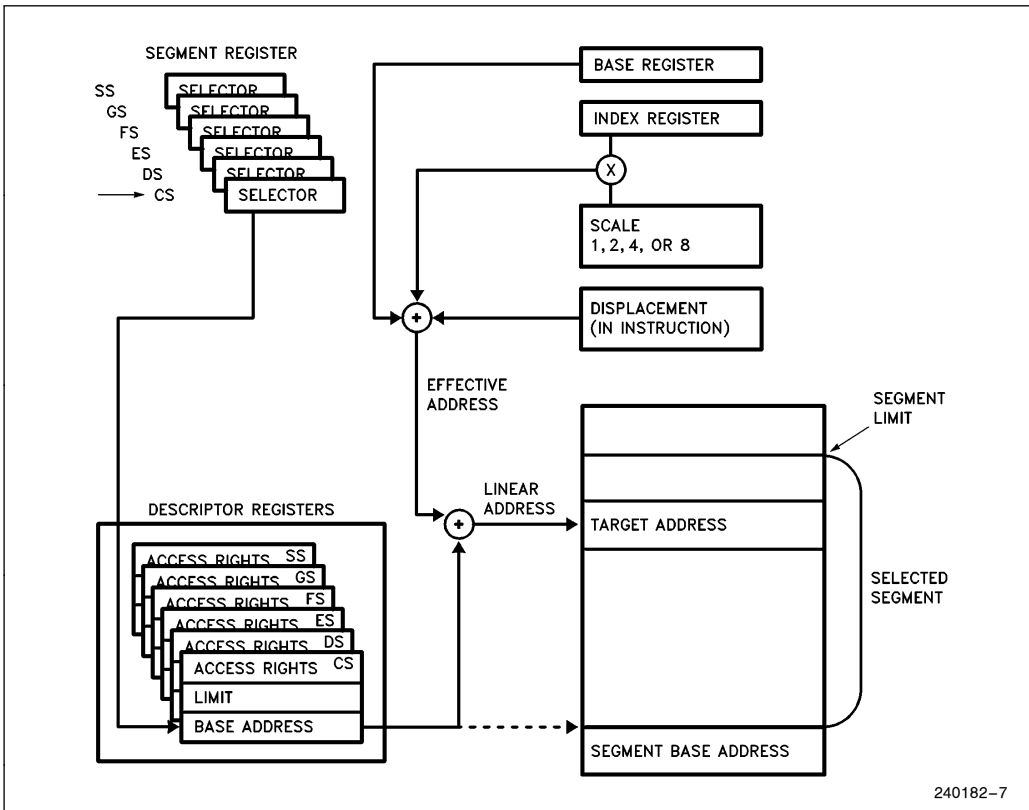 SEGMENT REGISTER
SS
GS
FS
ES
DS
CS
SELECTOR
SELECTOR
SELECTOR
SELECTOR
SELECTOR
SELECTOR
BASE REGISTER
INDEX REGISTER
X
SCALE
1, 2, 4, OR 8
+
DISPLACEMENT
(IN INSTRUCTION)
EFFECTIVE
ADDRESS
SEGMENT
LIMIT
LINEAR
ADDRESS
+
TARGET ADDRESS
SELECTED
SEGMENT
SEGMENT BASE ADDRESS
DESCRIPTOR REGISTERS
ACCESS RIGHTS SS
ACCESS RIGHTS GS
ACCESS RIGHTS FS
ACCESS RIGHTS ES
ACCESS RIGHTS DS
ACCESS RIGHTS CS
LIMIT
BASE ADDRESS
240182–7